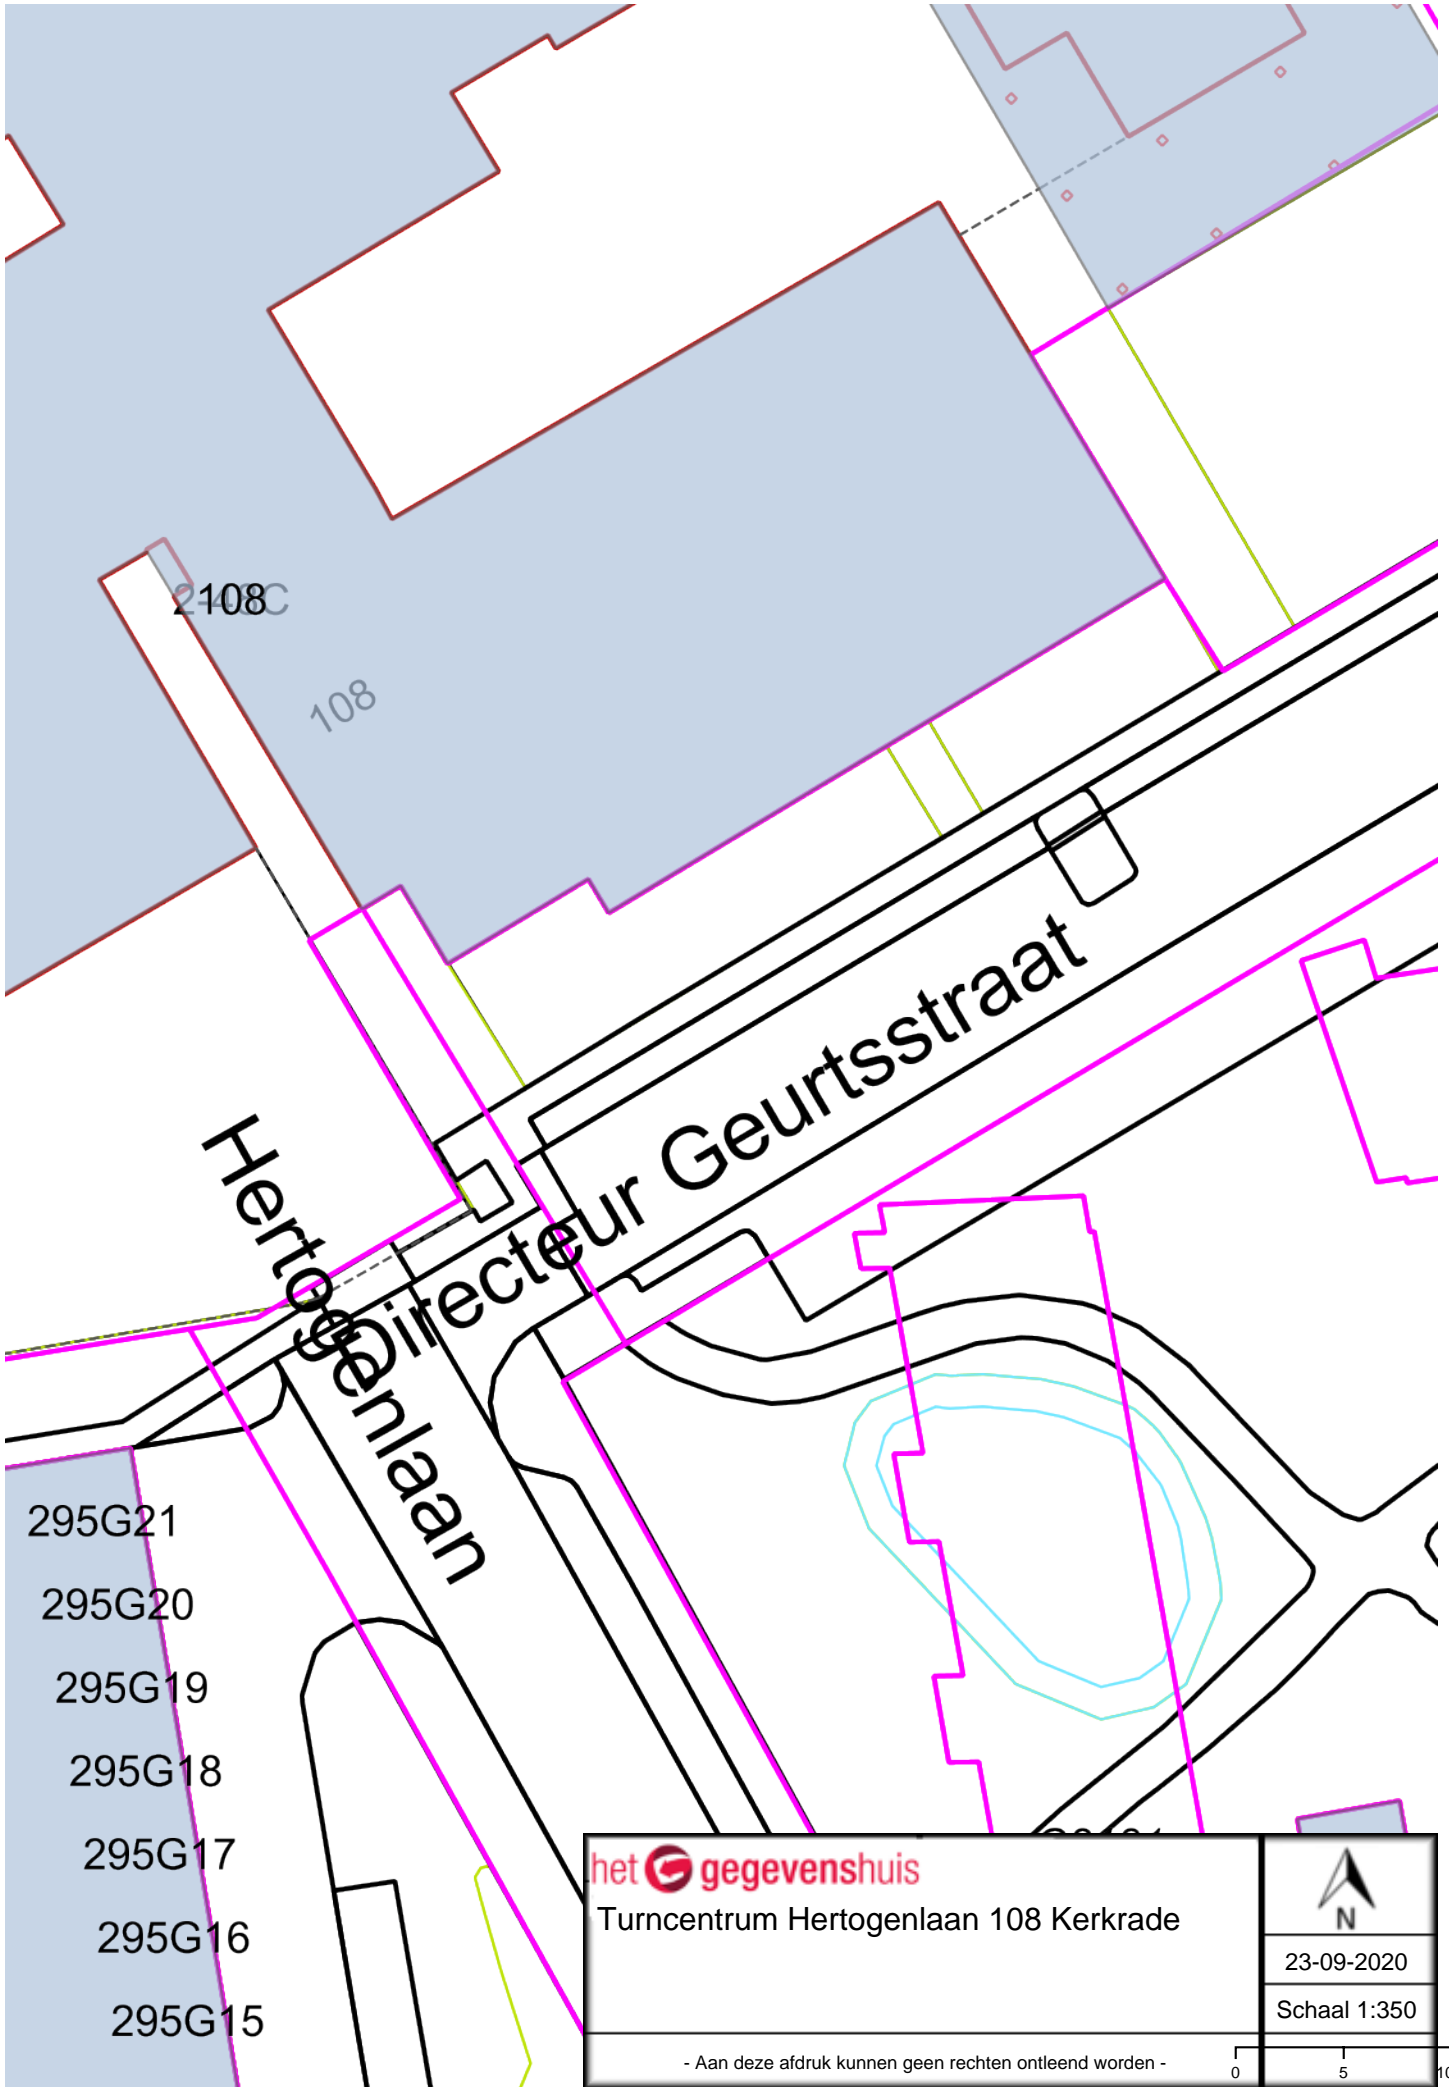 108
108
Directeur Geurtsstraat
Hertogenlaan
295G21
295G20
295G19
295G18
295G17
295G16
295G15
het gegevenshuis
Turncentrum Hertogenlaan 108 Kerkrade
N
23-09-2020
Schaal 1:350
- Aan deze afdruk kunnen geen rechten ontleend worden -
0 5